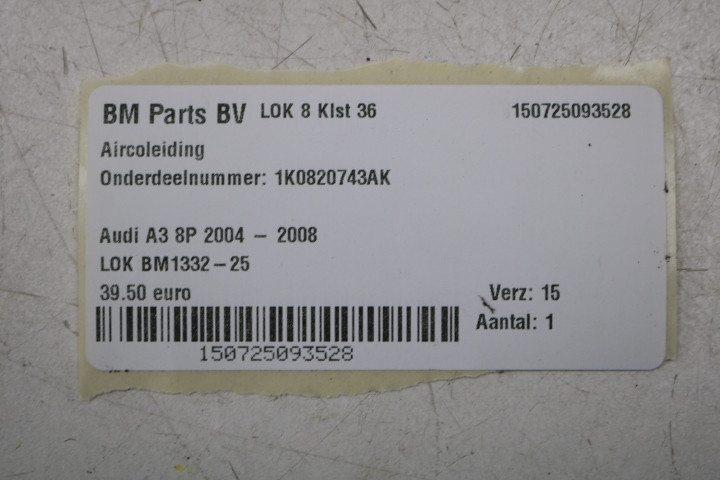 BM Parts BV LOK 8 Klst 36 150725093528
Aircoleiding
Onderdeelnummer: 1K0820743AK
Audi A3 8P 2004 – 2008
LOK BM1332-25
39.50 euro Verz: 15
Aantal: 1
150725093528